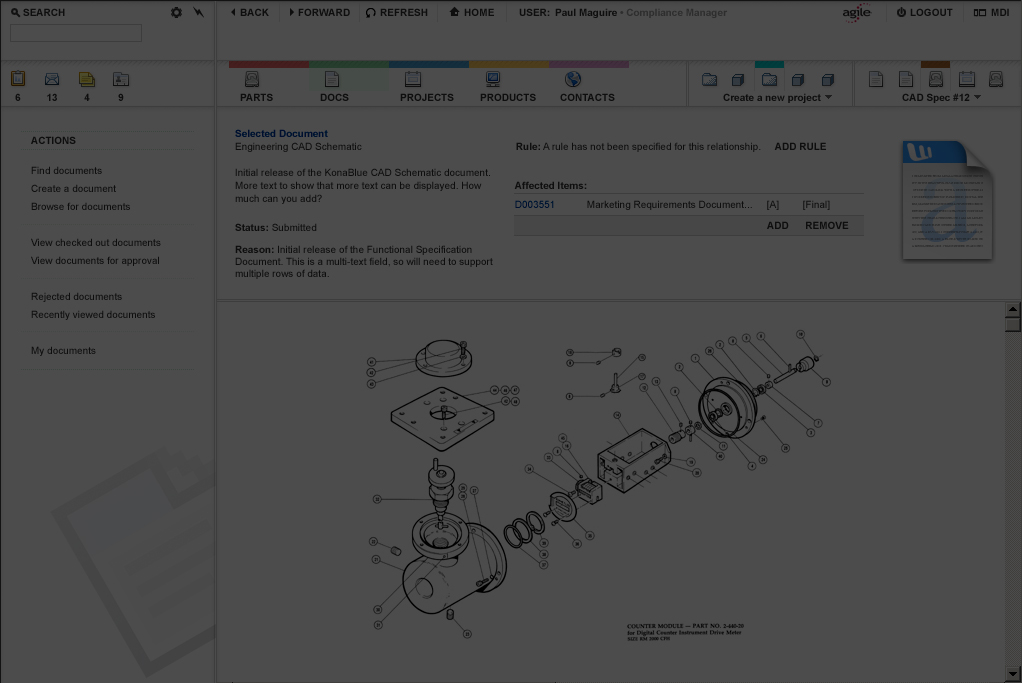 SEARCH
BACK
FORWARD
REFRESH
HOME
USER: Paul Maguire • Compliance Manager
agile
LOGOUT
MDI
6
13
4
9
PARTS
DOCS
PROJECTS
PRODUCTS
CONTACTS
Create a new project
CAD Spec #12
ACTIONS
Find documents
Create a document
Browse for documents
View checked out documents
View documents for approval
Rejected documents
Recently viewed documents
My documents
Selected Document
Engineering CAD Schematic
Initial release of the KonaBlue CAD Schematic document.
More text to show that more text can be displayed. How
much can you add?
Status: Submitted
Reason: Initial release of the Functional Specification
Document. This is a multi-text field, so will need to support
multiple rows of data.
Rule: A rule has not been specified for this relationship.
ADD RULE
Affected Items:
D003551 Marketing Requirements Document... [A] [Final]
ADD REMOVE
COUNTER MODULE — PART NO. 2-440-39
for Digital Counter Instrument Drive Meter